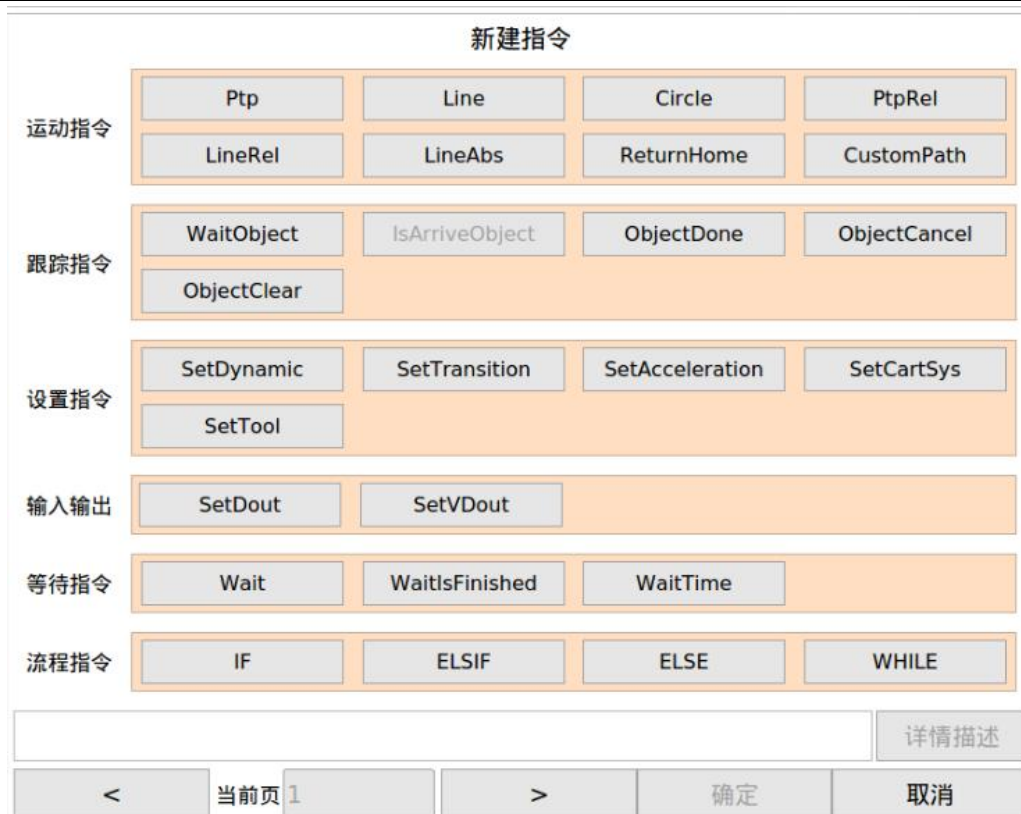 新建指令
运动指令
Ptp Line Circle PtpRel
LineRel LineAbs ReturnHome CustomPath
跟踪指令
WaitObject IsArriveObject ObjectDone ObjectCancel
ObjectClear
设置指令
SetDynamic SetTransition SetAcceleration SetCartSys
SetTool
输入输出 SetDout SetVDout
等待指令 Wait WaitIsFinished WaitTime
流程指令 IF ELSIF ELSE WHILE
详情描述
< 当前页 1 > 确定 取消